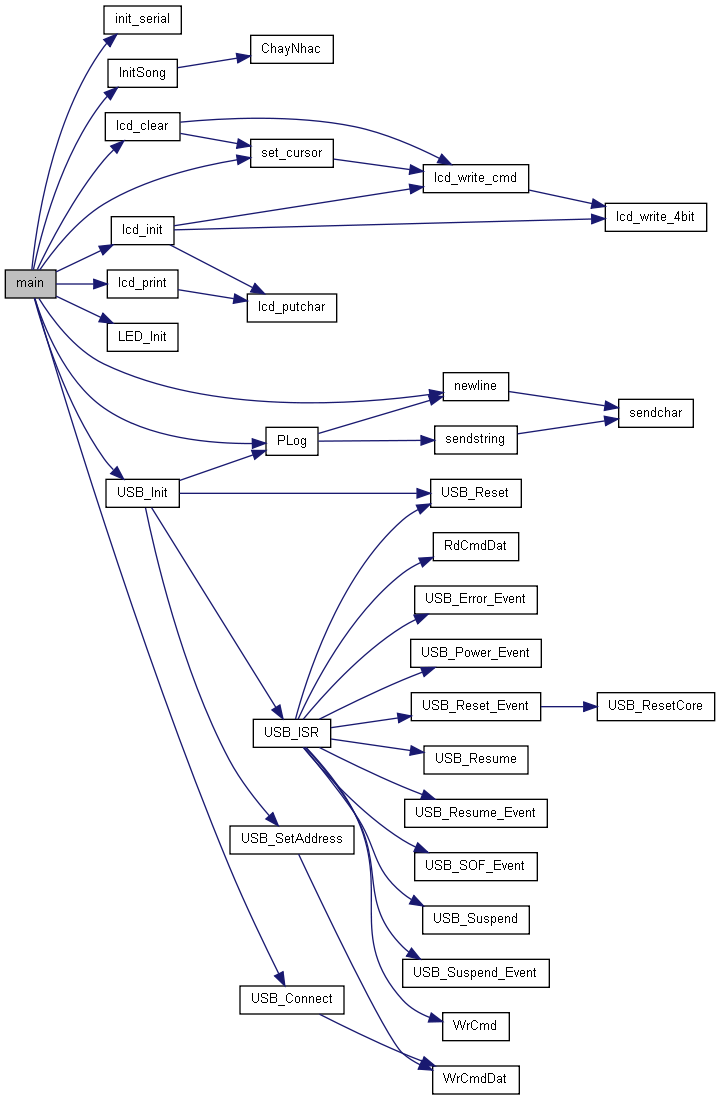 init_serial
ChayNhac
InitSong
lcd_clear
set_cursor
lcd_write_cmd
lcd_write_4bit
lcd_init
main
lcd_print
lcd_putchar
LED_Init
newline
sendchar
PLog
sendstring
USB_Init
USB_Reset
RdCmdDat
USB_Error_Event
USB_Power_Event
USB_Reset_Event
USB_ResetCore
USB_ISR
USB_Resume
USB_Resume_Event
USB_SetAddress
USB_SOF_Event
USB_Suspend
USB_Suspend_Event
USB_Connect
WrCmd
WrCmdDat